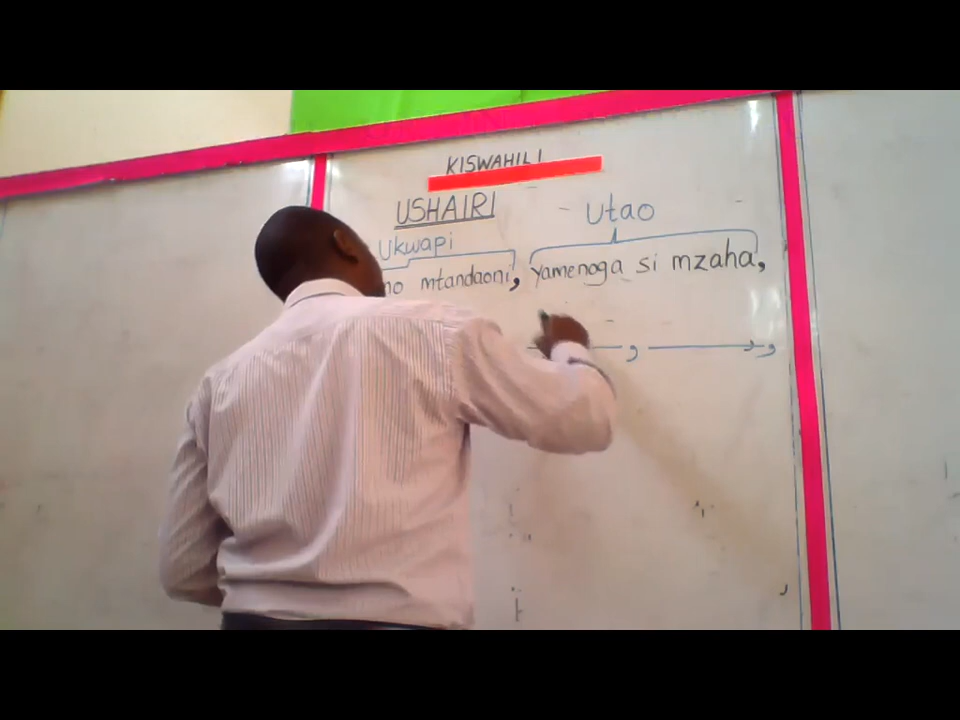 KISWAHILI
USHAIRI
Utao
Ukwapi
mtandaoni, yamenoga si mzaha,